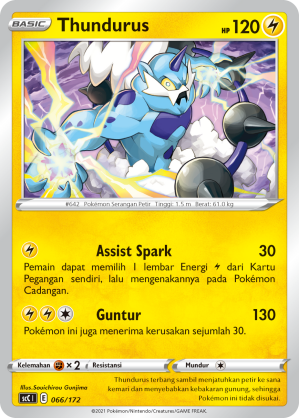 BASIC Thundurus HP 120
#642 Pokémon Serangan Petir Tinggi: 1.5 m Berat: 61.0 kg
Assist Spark 30
Pemain dapat memilih 1 lembar Energi dari Kartu
Pegangan sendiri, lalu mengenakannya pada Pokémon
Cadangan.
Guntur 130
Pokémon ini juga menerima kerusakan sejumlah 30.
Kelemahan × 2 Resistansi Mundur
Illus. Souichirou Gunjima
Thundurus terbang sambil menjatuhkan petir ke sana
kemari dan menyebabkan kebakaran gunung, sehingga
Pokémon ini tidak disukai.
sC1 I E 066/172
©2021 Pokémon/Nintendo/Creatures/GAME FREAK.